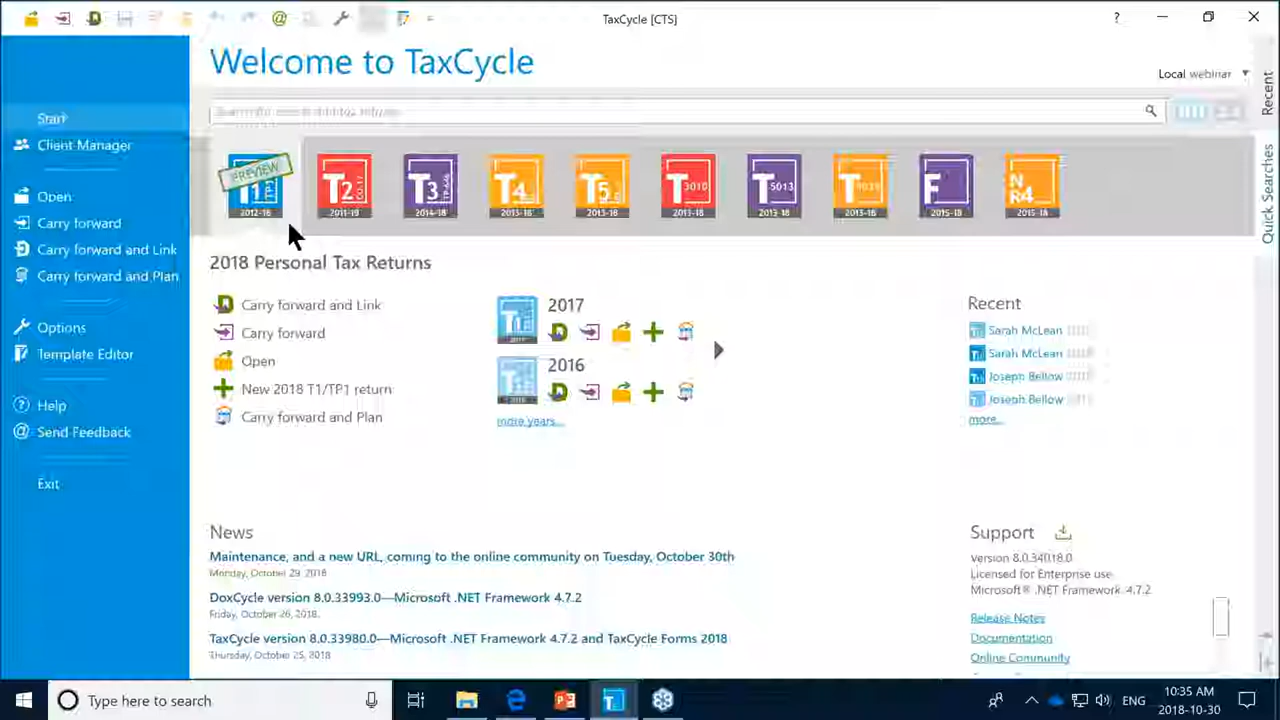 TaxCycle [CTS]
?
Welcome to TaxCycle
Local webinar
Recent
Quick Searches
Start
Client Manager
Open
Carry forward
Carry forward and Link
Carry forward and Plan
Options
Template Editor
Help
Send Feedback
Exit
PREVIEW
T2
T3
T4
T5
T3010
T5013
T
F
NR4
2014-18
2013-18
2015-18
2015-18
2018 Personal Tax Returns
Carry forward and Link
Carry forward
Open
New 2018 T1/TP1 return
Carry forward and Plan
2017
2016
more years...
Recent
Sarah McLean
Sarah McLean
Joseph Bellow
Joseph Bellow
more...
News
Maintenance, and a new URL, coming to the online community on Tuesday, October 30th
Monday, October 29, 2018
DoxCycle version 8.0.33993.0—Microsoft .NET Framework 4.7.2
Friday, October 26, 2018
TaxCycle version 8.0.33980.0—Microsoft .NET Framework 4.7.2 and TaxCycle Forms 2018
Thursday, October 25, 2018
Support
version 8.0.34018.0
Licensed for Enterprise use
Microsoft® .NET Framework 4.7.2
Release Notes
Documentation
Online Community
Type here to search
ENG
10:35 AM
2018-10-30